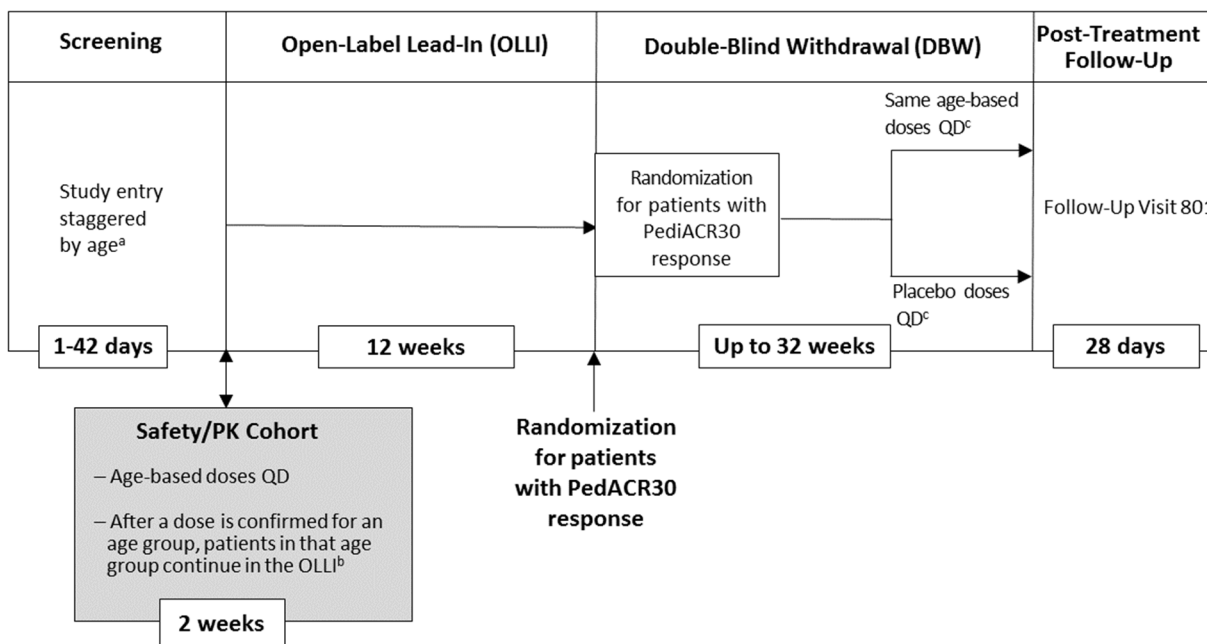 Screening
Open-Label Lead-In (OLLI)
Double-Blind Withdrawal (DBW)
Post-Treatment
Follow-Up
Study entry
staggered
by ageᵃ
Randomization
for patients with
PediACR30
response
Same age-based
doses QDᶜ
Placebo doses
QDᶜ
Follow-Up Visit 801
1-42 days
12 weeks
Up to 32 weeks
28 days
Safety/PK Cohort
– Age-based doses QD
– After a dose is confirmed for an
age group, patients in that age
group continue in the OLLIᵇ
2 weeks
Randomization
for patients
with PedACR30
response